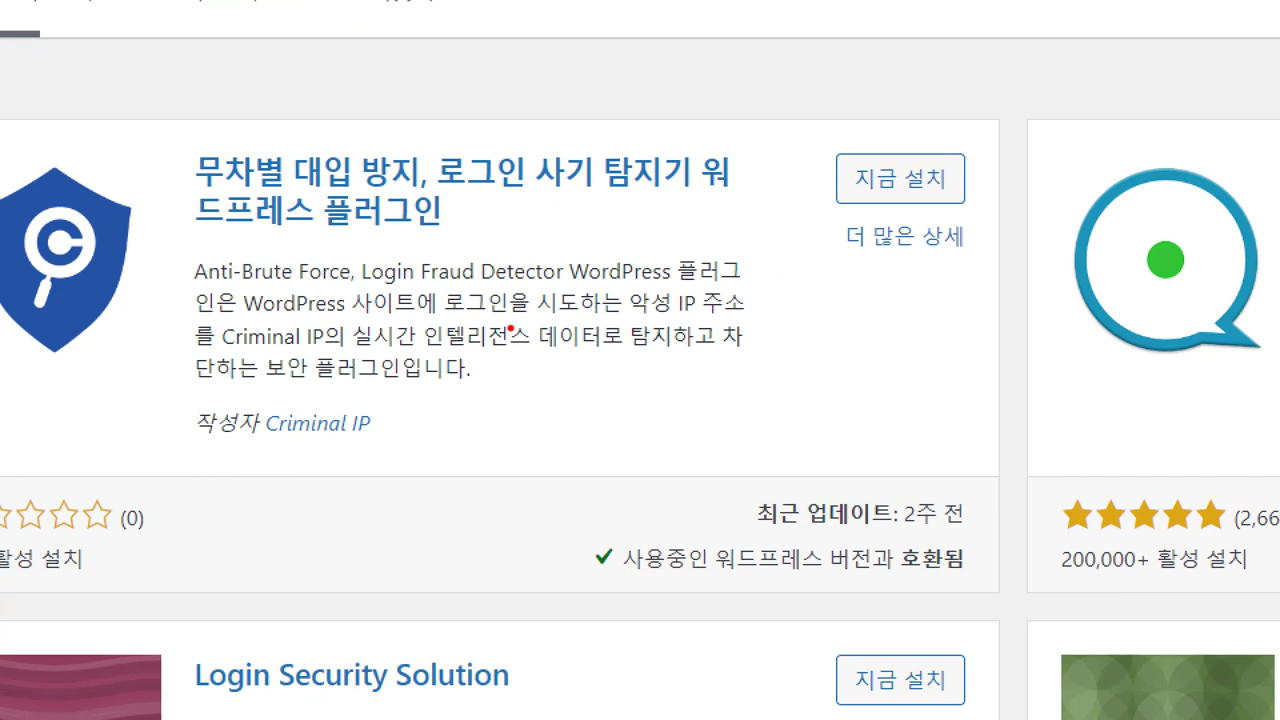 무차별 대입 방지, 로그인 사기 탐지기 워
드프레스 플러그인
지금 설치
더 많은 상세
Anti-Brute Force, Login Fraud Detector WordPress 플러그
인은 WordPress 사이트에 로그인을 시도하는 악성 IP 주소
를 Criminal IP의 실시간 인텔리전스 데이터로 탐지하고 차
단하는 보안 플러그인입니다.
작성자 Criminal IP
(0)
최근 업데이트: 2주 전
활성 설치
사용중인 워드프레스 버전과 호환됨
(2,66
200,000+ 활성 설치
Login Security Solution
지금 설치